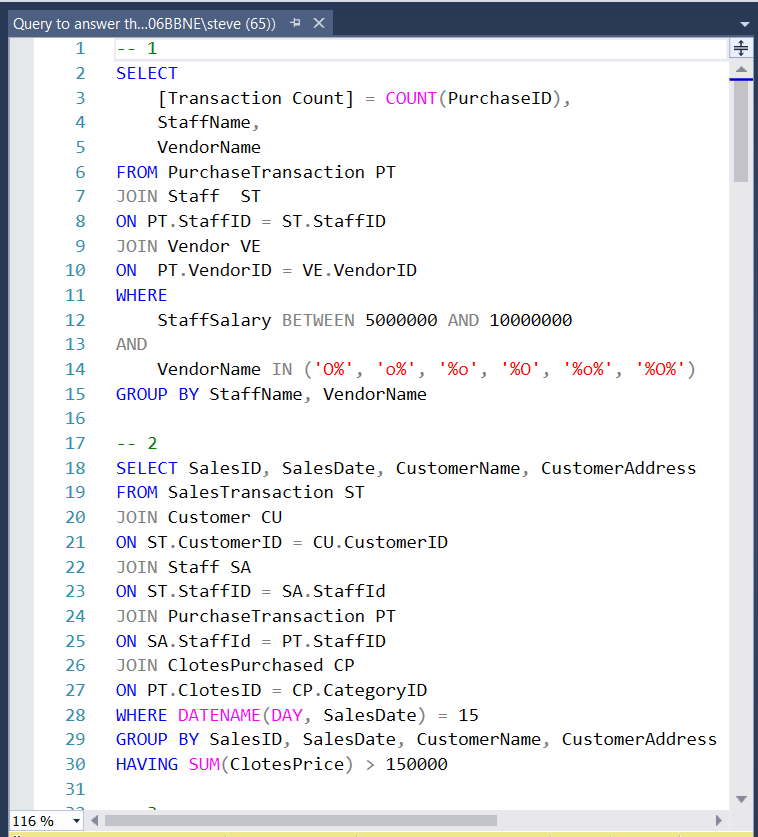 Query to answer th...06BBNE\steve (65))
1 -- 1
2 SELECT
3 [Transaction Count] = COUNT(PurchaseID),
4 StaffName,
5 VendorName
6 FROM PurchaseTransaction PT
7 JOIN Staff  ST
8 ON PT.StaffID = ST.StaffID
9 JOIN Vendor VE
10 ON  PT.VendorID = VE.VendorID
11 WHERE
12 StaffSalary BETWEEN 5000000 AND 10000000
13 AND
14 VendorName IN ('O%', 'o%', '%o', '%O', '%o%', '%O%')
15 GROUP BY StaffName, VendorName
16
17 -- 2
18 SELECT SalesID, SalesDate, CustomerName, CustomerAddress
19 FROM SalesTransaction ST
20 JOIN Customer CU
21 ON ST.CustomerID = CU.CustomerID
22 JOIN Staff SA
23 ON ST.StaffID = SA.StaffId
24 JOIN PurchaseTransaction PT
25 ON SA.StaffId = PT.StaffID
26 JOIN ClotesPurchased CP
27 ON PT.ClotesID = CP.CategoryID
28 WHERE DATENAME(DAY, SalesDate) = 15
29 GROUP BY SalesID, SalesDate, CustomerName, CustomerAddress
30 HAVING SUM(ClotesPrice) > 150000
31
116 %